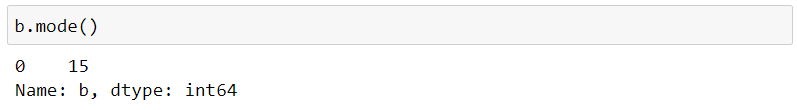 b.mode()
0    15
Name: b, dtype: int64